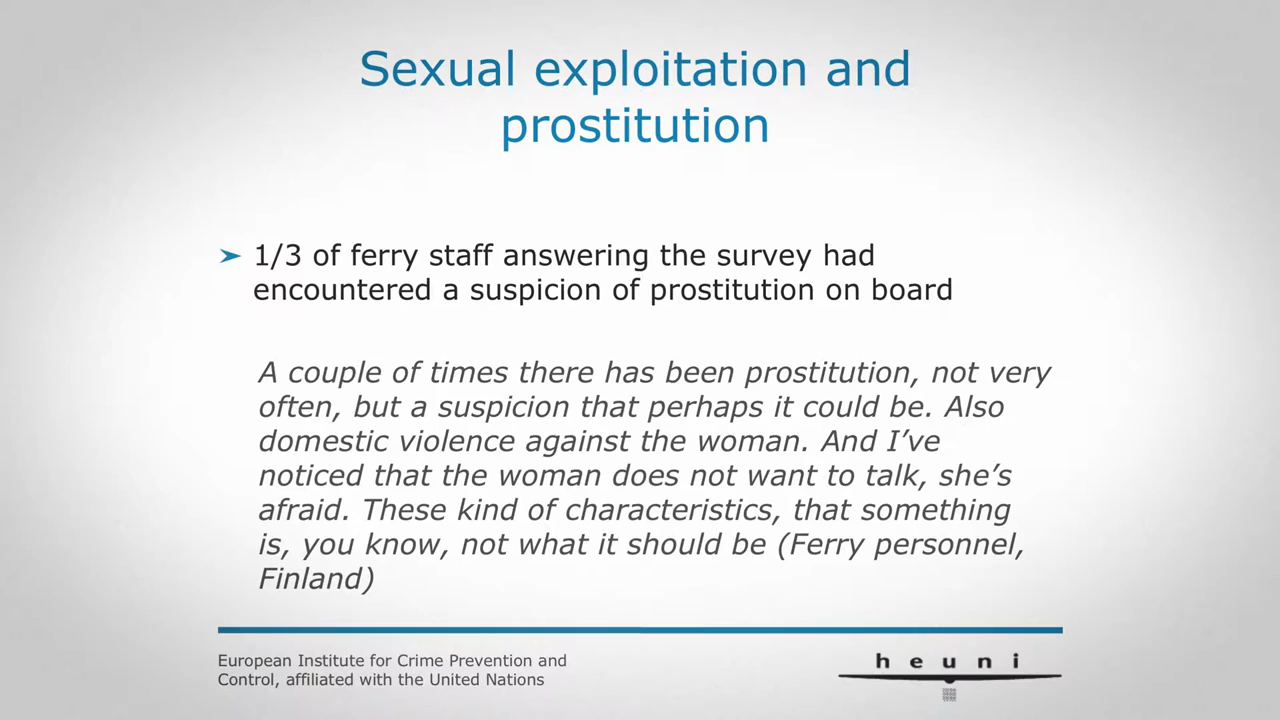 Sexual exploitation and
prostitution
➤ 1/3 of ferry staff answering the survey had
encountered a suspicion of prostitution on board
A couple of times there has been prostitution, not very
often, but a suspicion that perhaps it could be. Also
domestic violence against the woman. And I’ve
noticed that the woman does not want to talk, she’s
afraid. These kind of characteristics, that something
is, you know, not what it should be (Ferry personnel,
Finland)
European Institute for Crime Prevention and
Control, affiliated with the United Nations
heuni